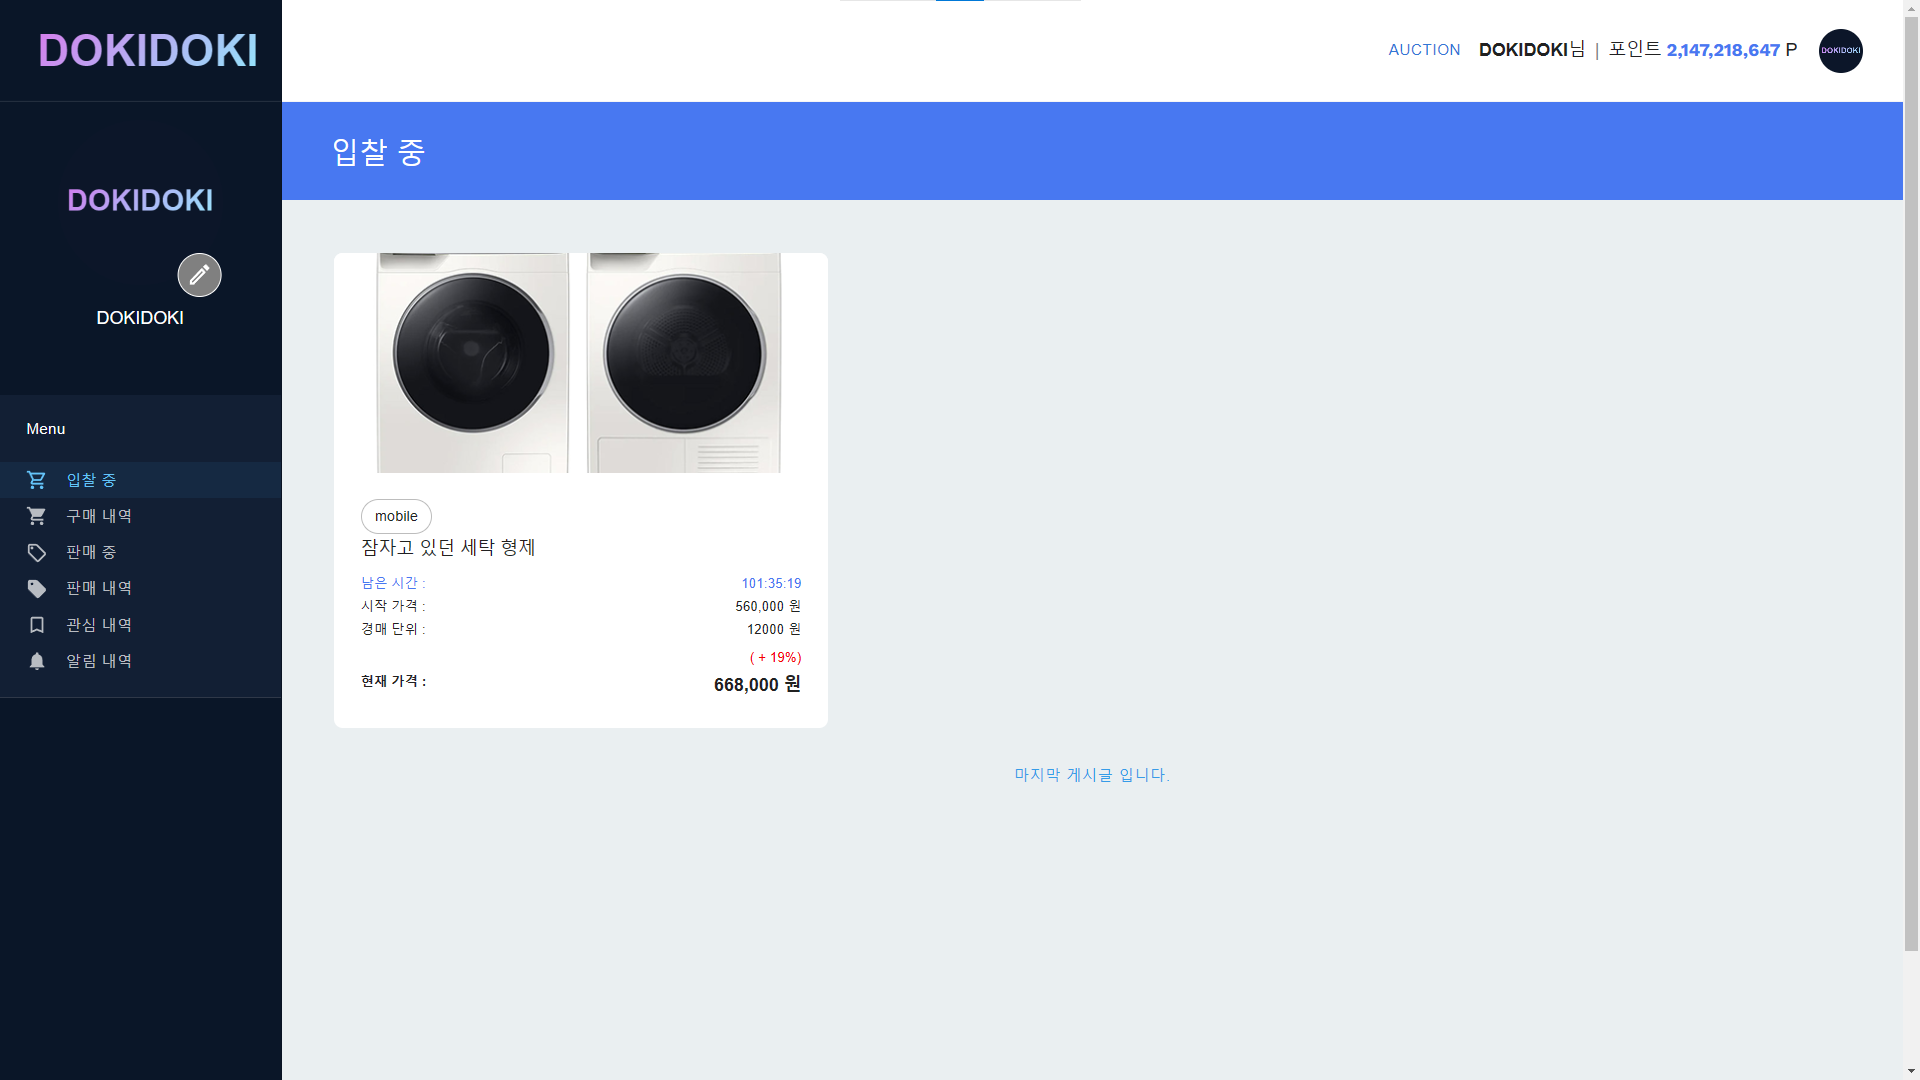 DOKIDOKI
AUCTION DOKIDOKI님 | 포인트 2,147,218,647 P
DOKIDOKI
입찰 중
DOKIDOKI
DOKIDOKI
Menu
입찰 중
구매 내역
판매 중
판매 내역
관심 내역
알림 내역
mobile
잠자고 있던 세탁 형제
남은 시간 : 101:35:19
시작 가격 : 560,000 원
경매 단위 : 12000 원
( + 19%)
현재 가격 : 668,000 원
마지막 게시글 입니다.